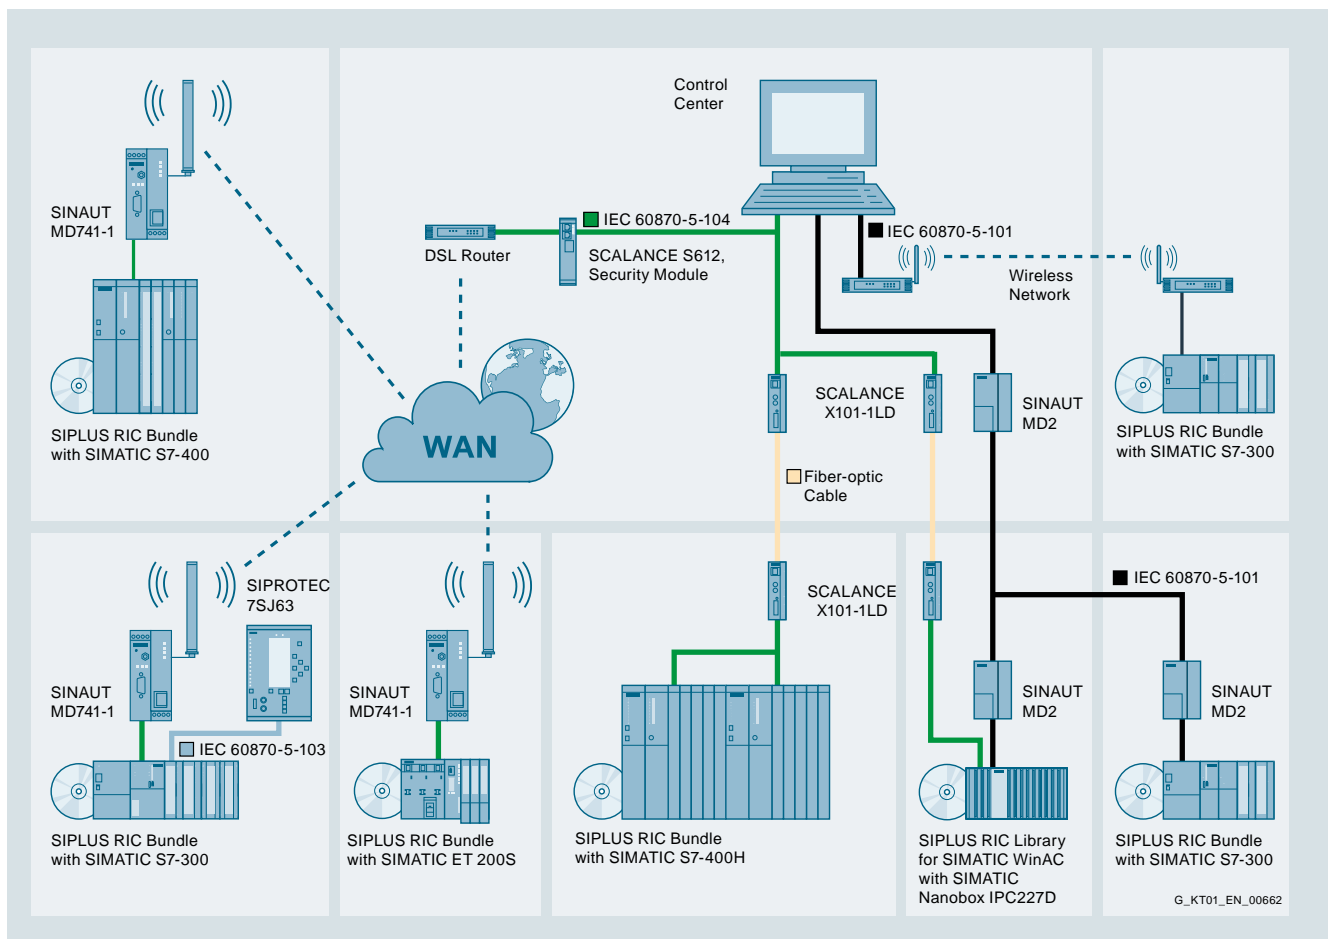 Control
Center
SINAUT
MD741-1
IEC 60870-5-104
IEC 60870-5-101
DSL Router
SCALANCE S612,
Security Module
Wireless
Network
SIPLUS RIC Bundle
with SIMATIC S7-400
WAN
SCALANCE
X101-1LD
SINAUT
MD2
SIPLUS RIC Bundle
with SIMATIC S7-300
Fiber-optic
Cable
SIPROTEC
7SJ63
SINAUT
MD741-1
IEC 60870-5-103
SIPLUS RIC Bundle
with SIMATIC S7-300
SINAUT
MD741-1
SIPLUS RIC Bundle
with SIMATIC ET 200S
SCALANCE
X101-1LD
SIPLUS RIC Bundle
with SIMATIC S7-400H
SINAUT
MD2
SIPLUS RIC Library
for SIMATIC WinAC
with SIMATIC
Nanobox IPC227D
IEC 60870-5-101
SINAUT
MD2
SIPLUS RIC Bundle
with SIMATIC S7-300
G_KT01_EN_00662